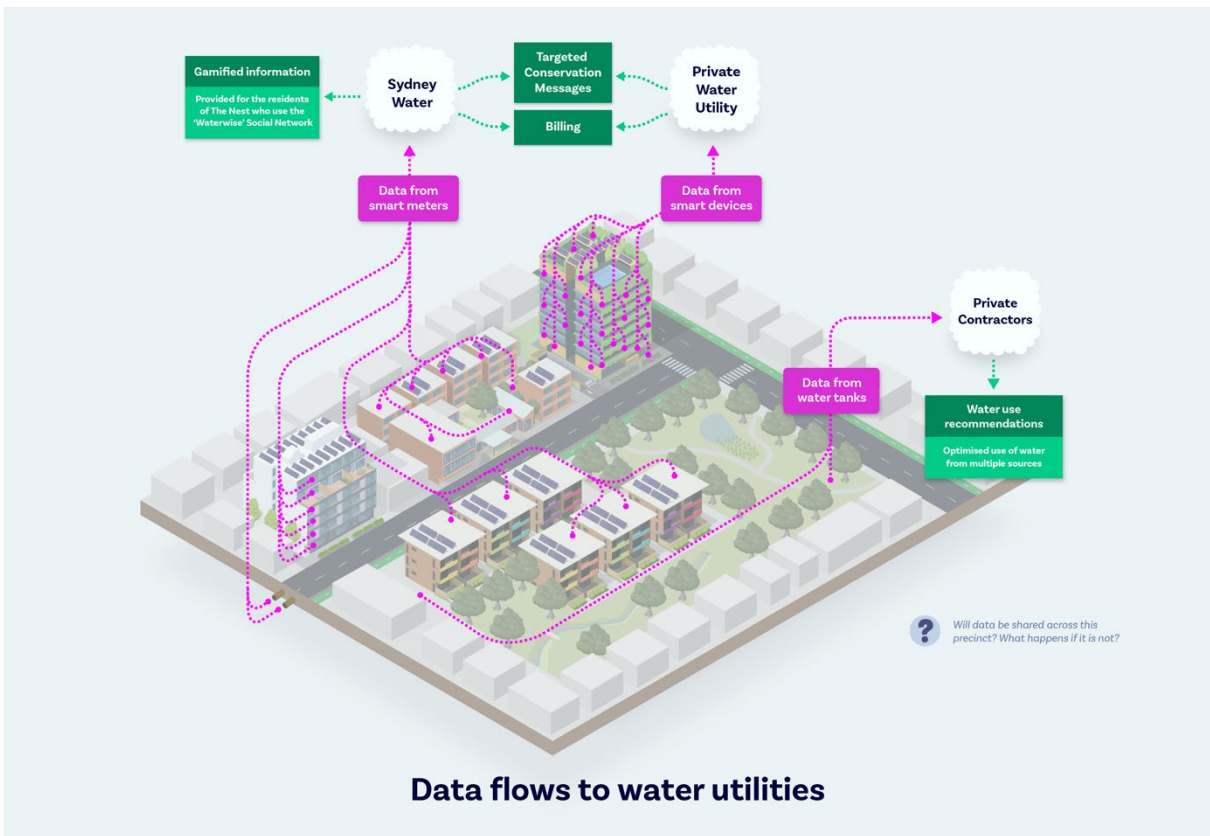 Gamified information
Provided for the residents
of The Nest who use the
‘Waterwise’ Social Network
Sydney
Water
Targeted
Conservation
Messages
Billing
Private
Water
Utility
Data from
smart meters
Data from
smart devices
Private
Contractors
Data from
water tanks
Water use
recommendations
Optimised use of water
from multiple sources
?
Will data be shared across this
precinct? What happens if it is not?
Data flows to water utilities